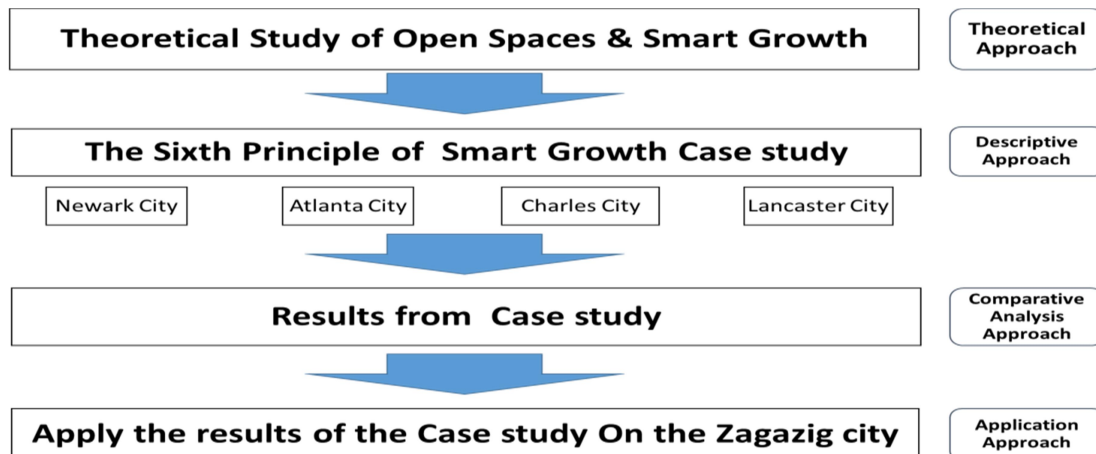 Theoretical Study of Open Spaces & Smart Growth
Theoretical
Approach
The Sixth Principle of Smart Growth Case study
Descriptive
Approach
Newark City
Atlanta City
Charles City
Lancaster City
Results from Case study
Comparative
Analysis
Approach
Apply the results of the Case study On the Zagazig city
Application
Approach